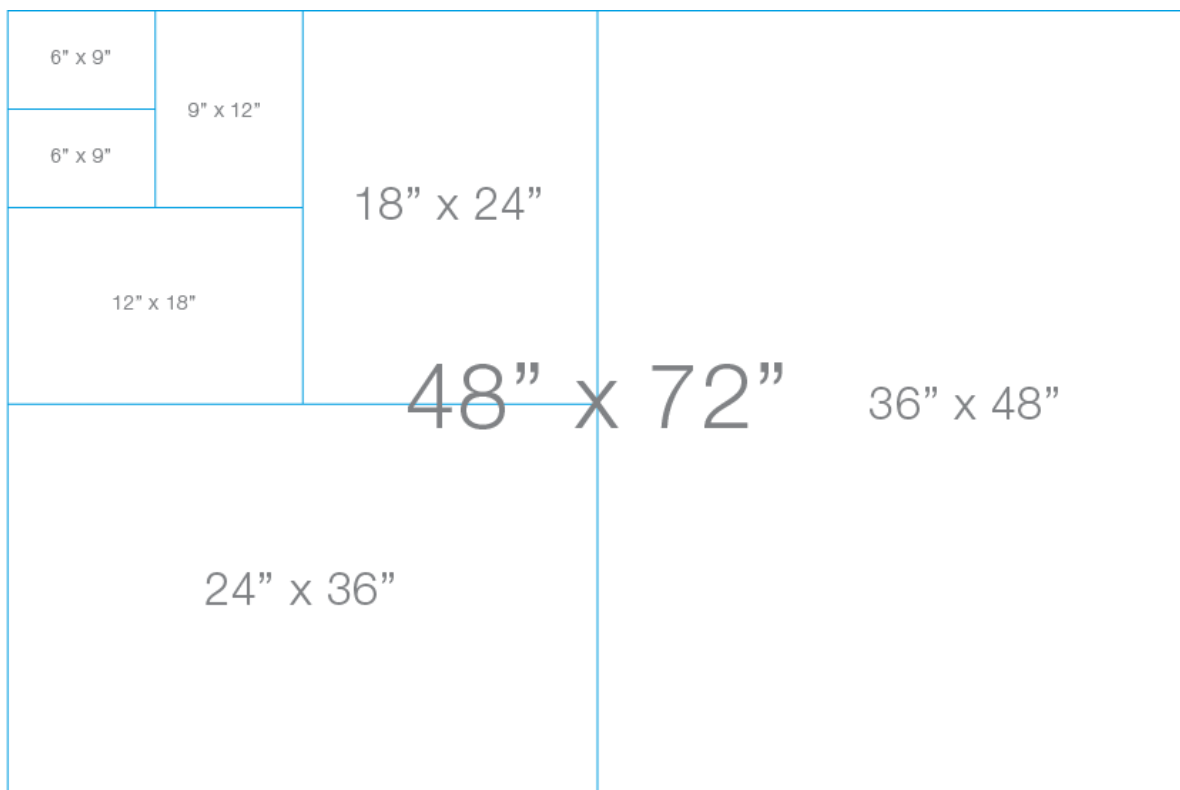 6” x 9”
9” x 12”
6” x 9”
18” x 24”
12” x 18”
48” x 72”
36” x 48”
24” x 36”